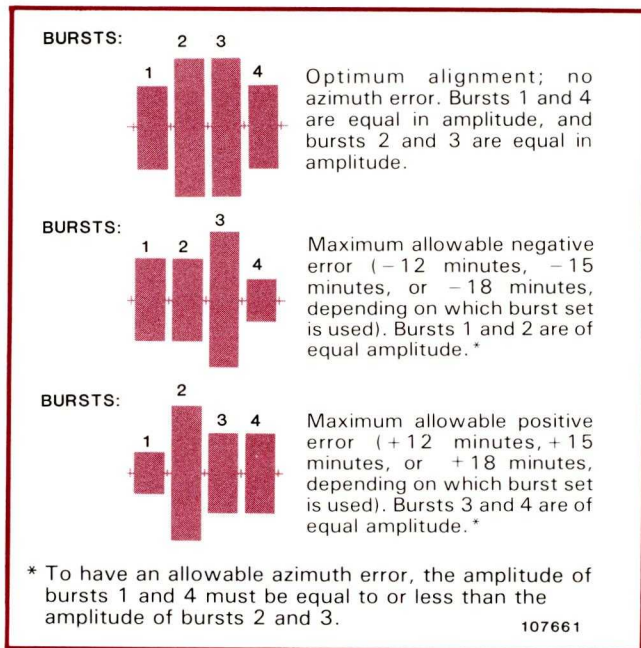 BURSTS:
1 2 3 4
Optimum alignment; no
azimuth error. Bursts 1 and 4
are equal in amplitude, and
bursts 2 and 3 are equal in
amplitude.
BURSTS:
1 2 3 4
Maximum allowable negative
error (−12 minutes, −15
minutes, or −18 minutes,
depending on which burst set
is used). Bursts 1 and 2 are of
equal amplitude.*
BURSTS:
1 2 3 4
Maximum allowable positive
error (+12 minutes, +15
minutes, or +18 minutes,
depending on which burst set
is used). Bursts 3 and 4 are of
equal amplitude.*
* To have an allowable azimuth error, the amplitude of
bursts 1 and 4 must be equal to or less than the
amplitude of bursts 2 and 3.
107661